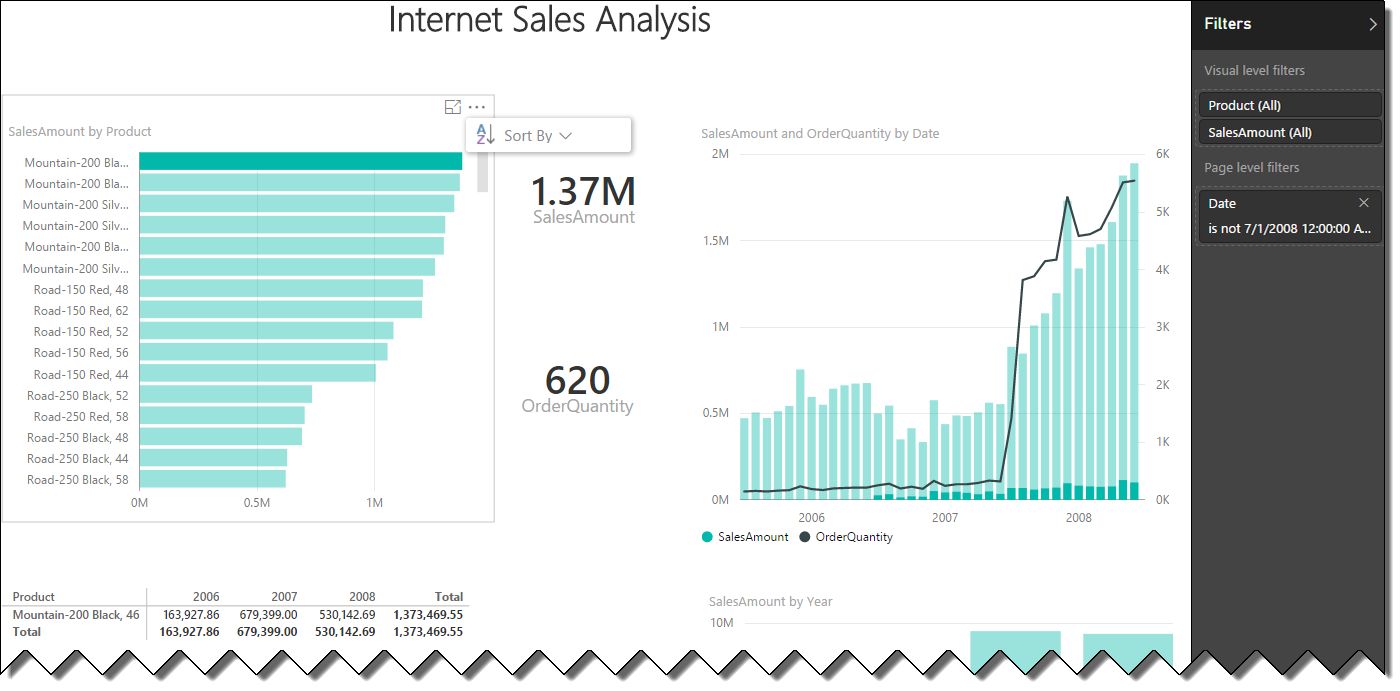 Internet Sales Analysis
Filters
Visual level filters
Product (All)
SalesAmount (All)
Page level filters
Date
is not 7/1/2008 12:00:00 A...
Sort By
SalesAmount by Product
Mountain-200 Bla...
Mountain-200 Bla...
Mountain-200 Silv...
Mountain-200 Silv...
Mountain-200 Bla...
Mountain-200 Silv...
Road-150 Red, 48
Road-150 Red, 62
Road-150 Red, 52
Road-150 Red, 56
Road-150 Red, 44
Road-250 Black, 52
Road-250 Red, 58
Road-250 Black, 48
Road-250 Black, 44
Road-250 Black, 58
0M 0.5M 1M
1.37M
SalesAmount
620
OrderQuantity
SalesAmount and OrderQuantity by Date
2M 6K
5K
1.5M
4K
1M 3K
2K
0.5M
1K
0M 0K
2006 2007 2008
SalesAmount OrderQuantity
Product 2006 2007 2008 Total
Mountain-200 Black, 46 163,927.86 679,399.00 530,142.69 1,373,469.55
Total 163,927.86 679,399.00 530,142.69 1,373,469.55
SalesAmount by Year
10M